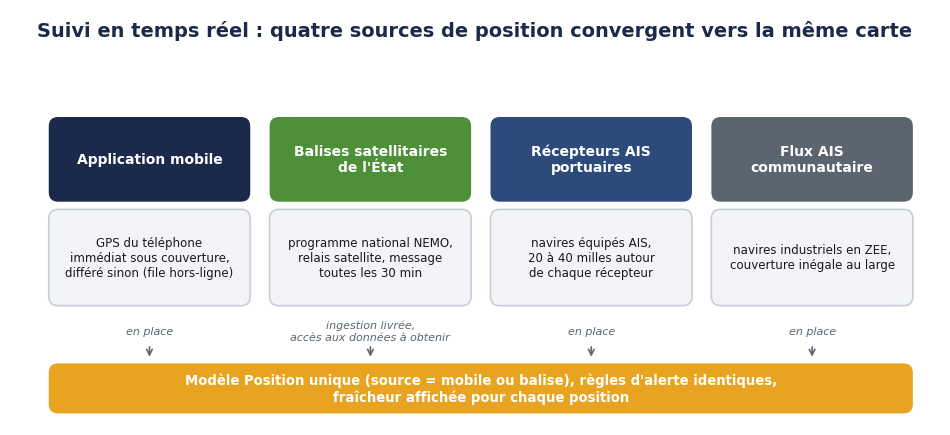 Suivi en temps réel : quatre sources de position convergent vers la même carte
Application mobile
Balises satellitaires
de l'État
Récepteurs AIS
portuaires
Flux AIS
communautaire
GPS du téléphone
immédiat sous couverture,
différé sinon (file hors-ligne)
programme national NEMO,
relais satellite, message
toutes les 30 min
navires équipés AIS,
20 à 40 milles autour
de chaque récepteur
navires industriels en ZEE,
couverture inégale au large
en place
ingestion livrée,
accès aux données à obtenir
en place
en place
Modèle Position unique (source = mobile ou balise), règles d'alerte identiques,
fraîcheur affichée pour chaque position